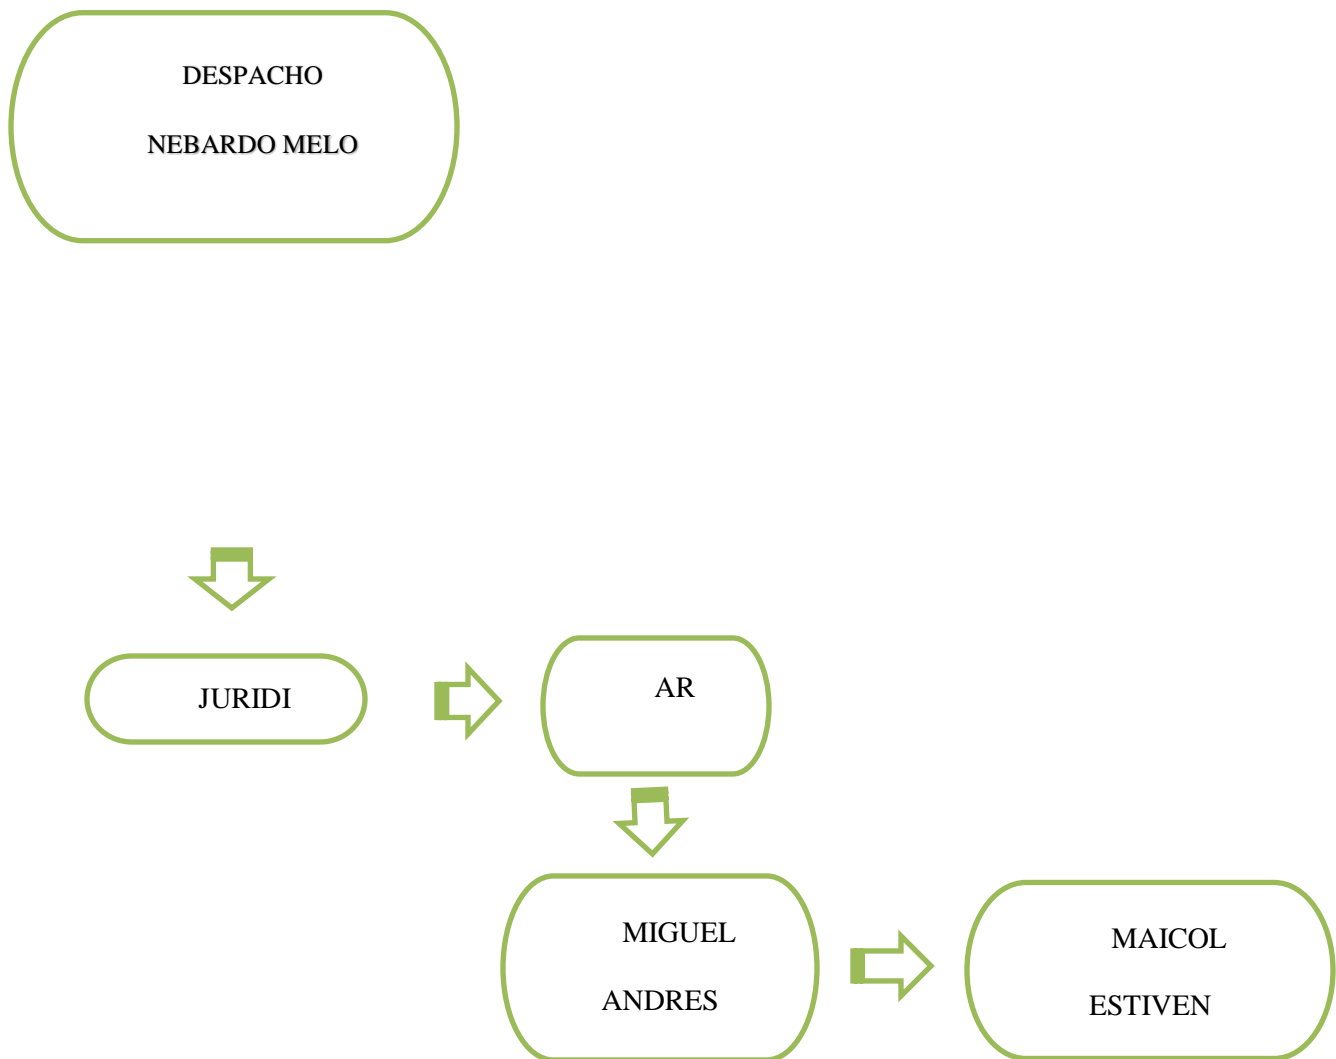 DESPACHO
NEBARDO MELO
JURIDI
AR
MIGUEL
ANDRES
MAICOL
ESTIVEN